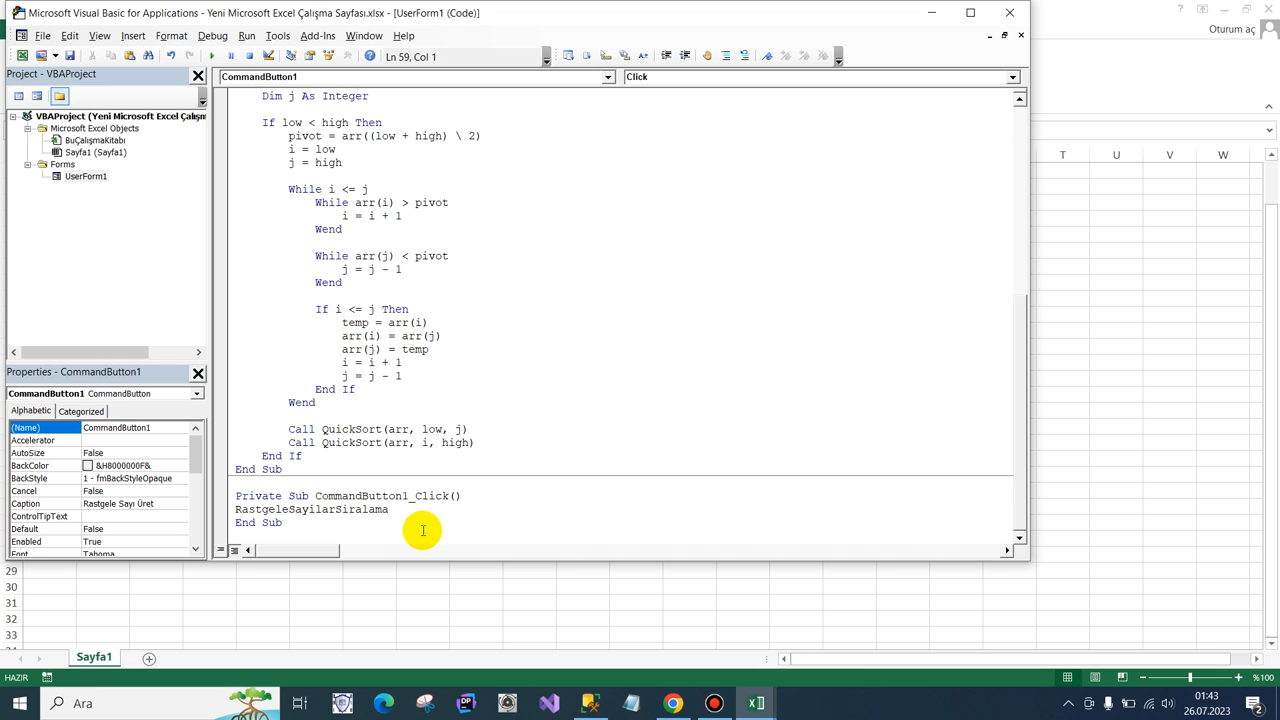 Microsoft Visual Basic for Applications - Yeni Microsoft Excel Çalışma Sayfası.xlsx - [UserForm1 (Code)]
Oturum aç
File Edit View Insert Format Debug Run Tools Add-Ins Window Help
Ln 59, Col 1
Project - VBAProject
CommandButton1
Click
VBAProject (Yeni Microsoft Excel Çalışm
Microsoft Excel Objects
BuÇalışmaKitabı
Sayfa1 (Sayfa1)
Forms
UserForm1
Dim j As Integer
If low < high Then
pivot = arr((low + high) \ 2)
i = low
j = high
While i <= j
While arr(i) > pivot
i = i + 1
Wend
While arr(j) < pivot
j = j - 1
Wend
If i <= j Then
temp = arr(i)
arr(i) = arr(j)
arr(j) = temp
i = i + 1
j = j - 1
End If
Wend
Call QuickSort(arr, low, j)
Call QuickSort(arr, i, high)
End If
End Sub
Private Sub CommandButton1_Click()
RastgeleSayilarSiralama
End Sub
Properties - CommandButton1
CommandButton1 CommandButton
Alphabetic Categorized
(Name) CommandButton1
Accelerator
AutoSize False
BackColor &H8000000F&
BackStyle 1 - fmBackStyleOpaque
Cancel False
Caption Rastgele Sayı Üret
ControlTipText
Default False
Enabled True
Font Tahoma
T U V W
29
30
31
32
33
Sayfa1
HAZIR
%100
Ara
01:43
26.07.2023
2